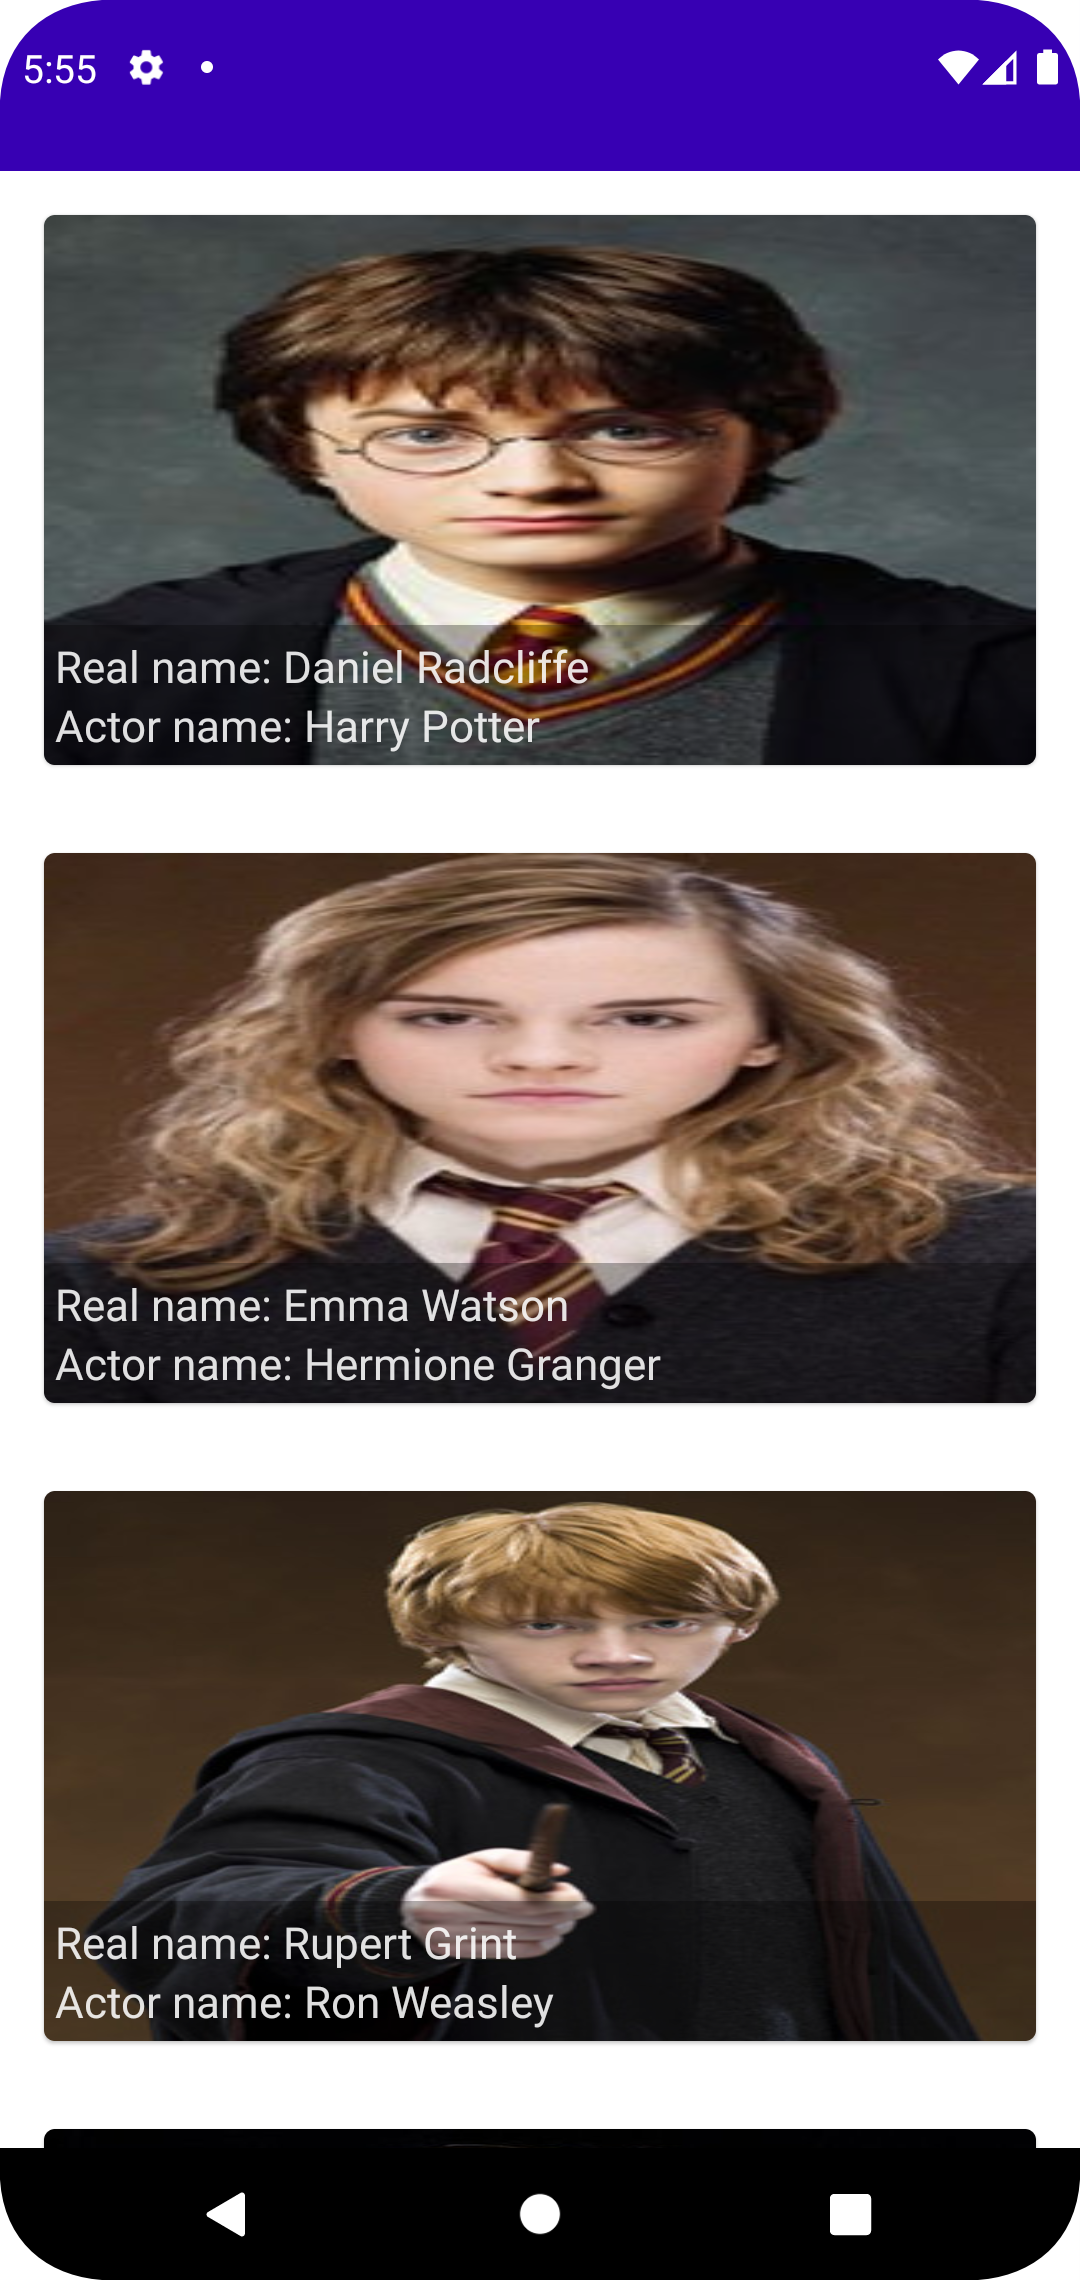 5:55
Real name: Daniel Radcliffe
Actor name: Harry Potter
Real name: Emma Watson
Actor name: Hermione Granger
Real name: Rupert Grint
Actor name: Ron Weasley